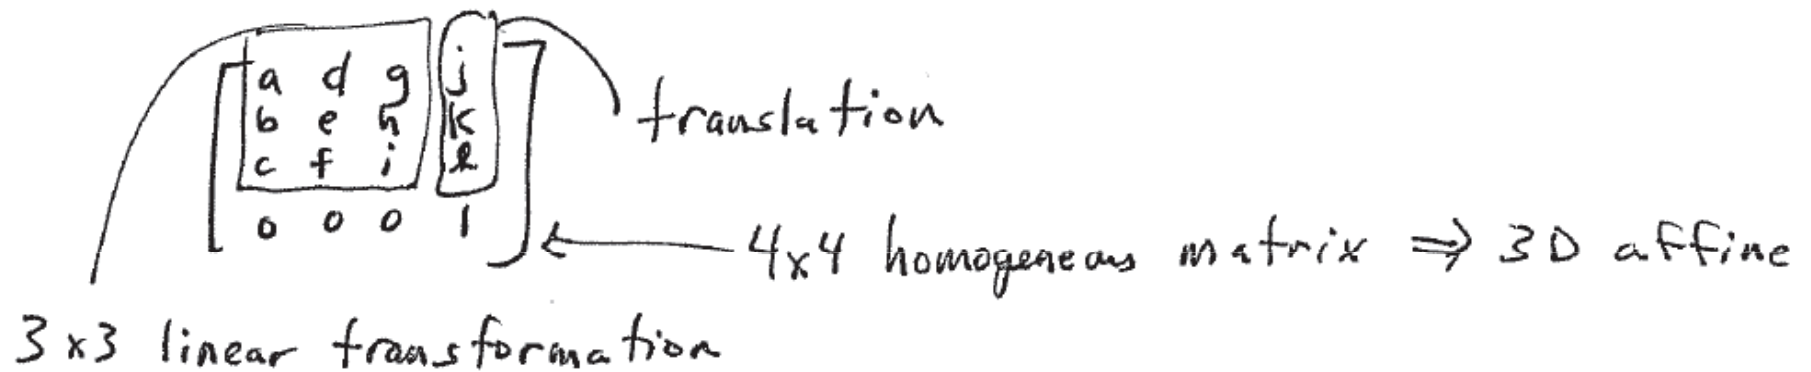 a d g j
b e h k translation
c f i l
0 0 0 1
4x4 homogeneous matrix ⇒ 3D affine
3x3 linear transformation